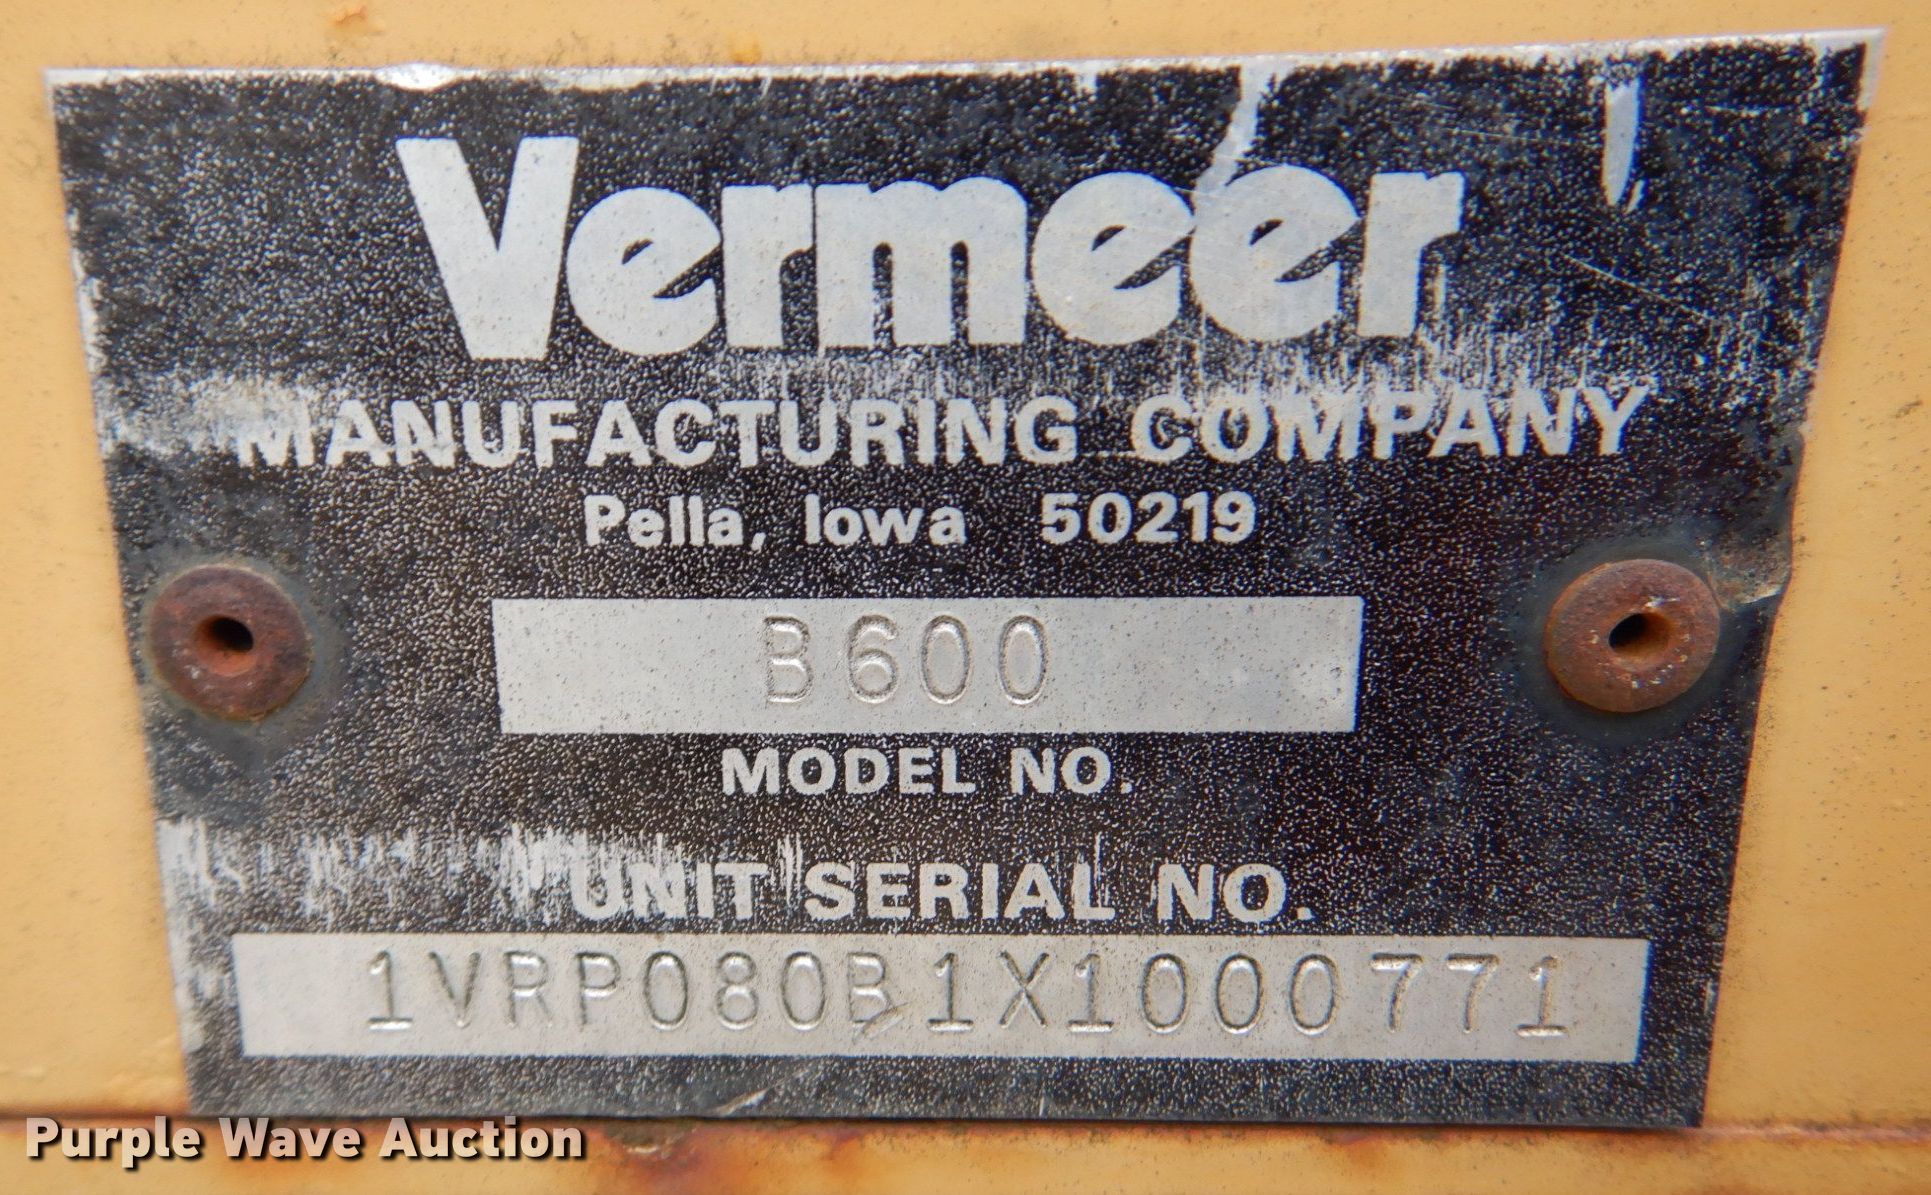 Vermeer
MANUFACTURING COMPANY
Pella, Iowa 50219
B600
MODEL NO.
UNIT SERIAL NO.
1VRP080B1X1000771
Purple Wave Auction